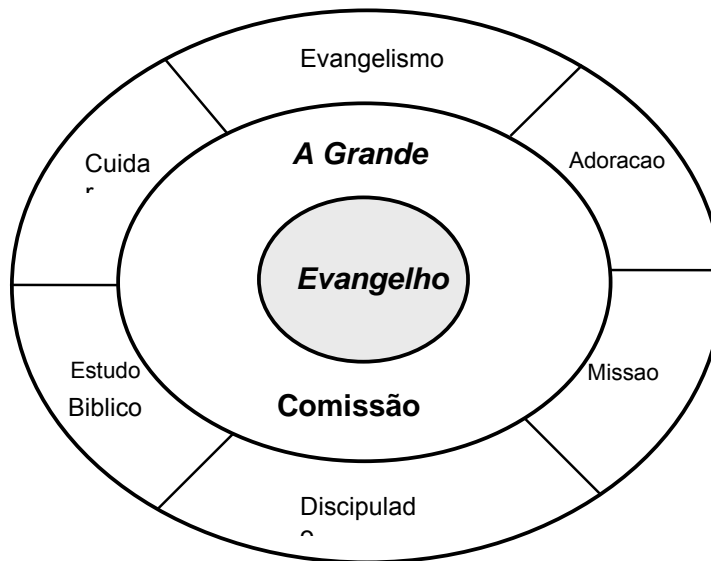 Evangelismo
A Grande
Cuida
r
Adoracao
Evangelho
Estudo
Biblico
Missao
Comissão
Discipulad
o